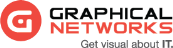 GRAPHICAL
NETWORKS
Get visual about IT.